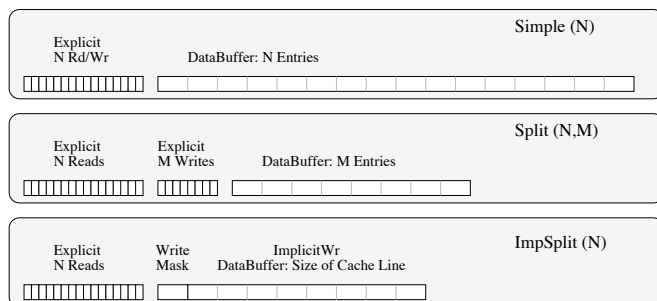 Simple (N)
Explicit
N Rd/Wr
DataBuffer: N Entries
Split (N,M)
Explicit
N Reads
Explicit
M Writes
DataBuffer: M Entries
ImpSplit (N)
Explicit
N Reads
Write
Mask
ImplicitWr
DataBuffer: Size of Cache Line